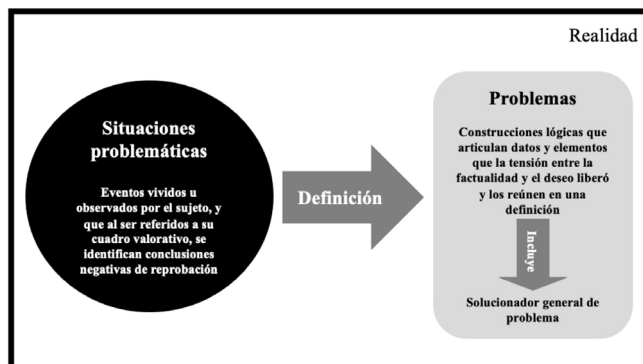 Realidad
Situaciones
problemáticas
Eventos vividos u
observados por el sujeto, y
que al ser referidos a su
cuadro valorativo, se
identifican conclusiones
negativas de reprobación
Definición
Problemas
Construcciones lógicas que
articulan datos y elementos
que la tensión entre la
factualidad y el deseo liberó
y los reúnen en una
definición
Incluye
Solucionador general de
problema